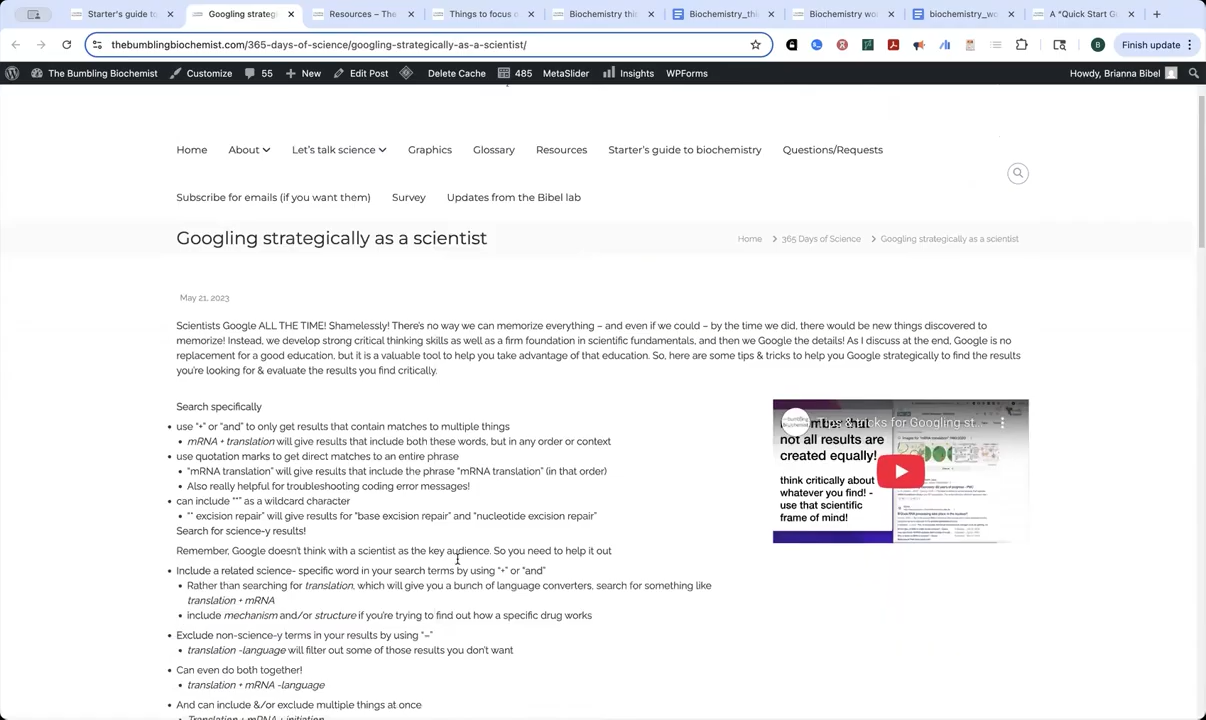 Starter's guide to
Googling strateg
Resources – The
Things to focus o
Biochemistry thi
Biochemistry_th
Biochemistry wo
biochemistry_wo
A "Quick Start G
thebumblingbiochemist.com/365-days-of-science/googling-strategically-as-a-scientist/
B
Finish update
The Bumbling Biochemist
Customize
55
New
Edit Post
Delete Cache
485
MetaSlider
Insights
WPForms
Howdy, Brianna Bibel
Home
About
Let's talk science
Graphics
Glossary
Resources
Starter's guide to biochemistry
Questions/Requests
Subscribe for emails (if you want them)
Survey
Updates from the Bibel lab
Googling strategically as a scientist
Home > 365 Days of Science > Googling strategically as a scientist
May 21, 2023
Scientists Google ALL THE TIME! Shamelessly! There's no way we can memorize everything – and even if we could – by the time we did, there would be new things discovered to
memorize! Instead, we develop strong critical thinking skills as well as a firm foundation in scientific fundamentals, and then we Google the details! As I discuss at the end, Google is no
replacement for a good education, but it is a valuable tool to help you take advantage of that education. So, here are some tips & tricks to help you Google strategically to find the results
you're looking for & evaluate the results you find critically.
Search specifically
• use "+" or "and" to only get results that contain matches to multiple things
• mRNA + translation will give results that include both these words, but in any order or context
• use quotation marks to get direct matches to an entire phrase
• "mRNA translation" will give results that include the phrase "mRNA translation" (in that order)
• Also really helpful for troubleshooting coding error messages!
• can include "*" as a wildcard character
• "* excision repair" will give results for "base excision repair" and "nucleotide excision repair"
Search for science-y results!
Remember, Google doesn't think with a scientist as the key audience. So you need to help it out
• Include a related science- specific word in your search terms by using "+" or "and"
• Rather than searching for translation, which will give you a bunch of language converters, search for something like
translation + mRNA
• include mechanism and/or structure if you're trying to find out how a specific drug works
• Exclude non-science-y terms in your results by using "–"
• translation -language will filter out some of those results you don't want
• Can even do both together!
• translation + mRNA -language
• And can include &/or exclude multiple things at once
• Translation + mRNA + initiation
Tips & tricks for Googling st...
not all results are
created equally!
think critically about
whatever you find! -
use that scientific
frame of mind!